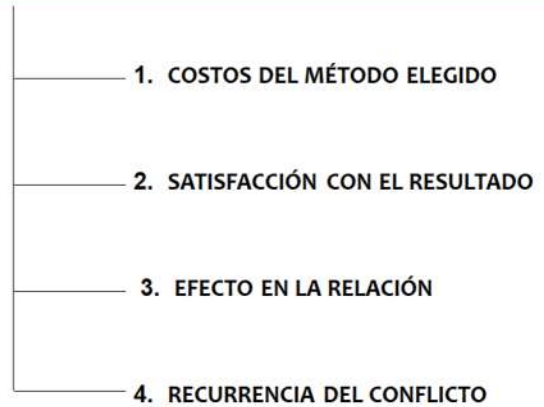 1. COSTOS DEL MÉTODO ELEGIDO
2. SATISFACCIÓN CON EL RESULTADO
3. EFECTO EN LA RELACIÓN
4. RECURRENCIA DEL CONFLICTO